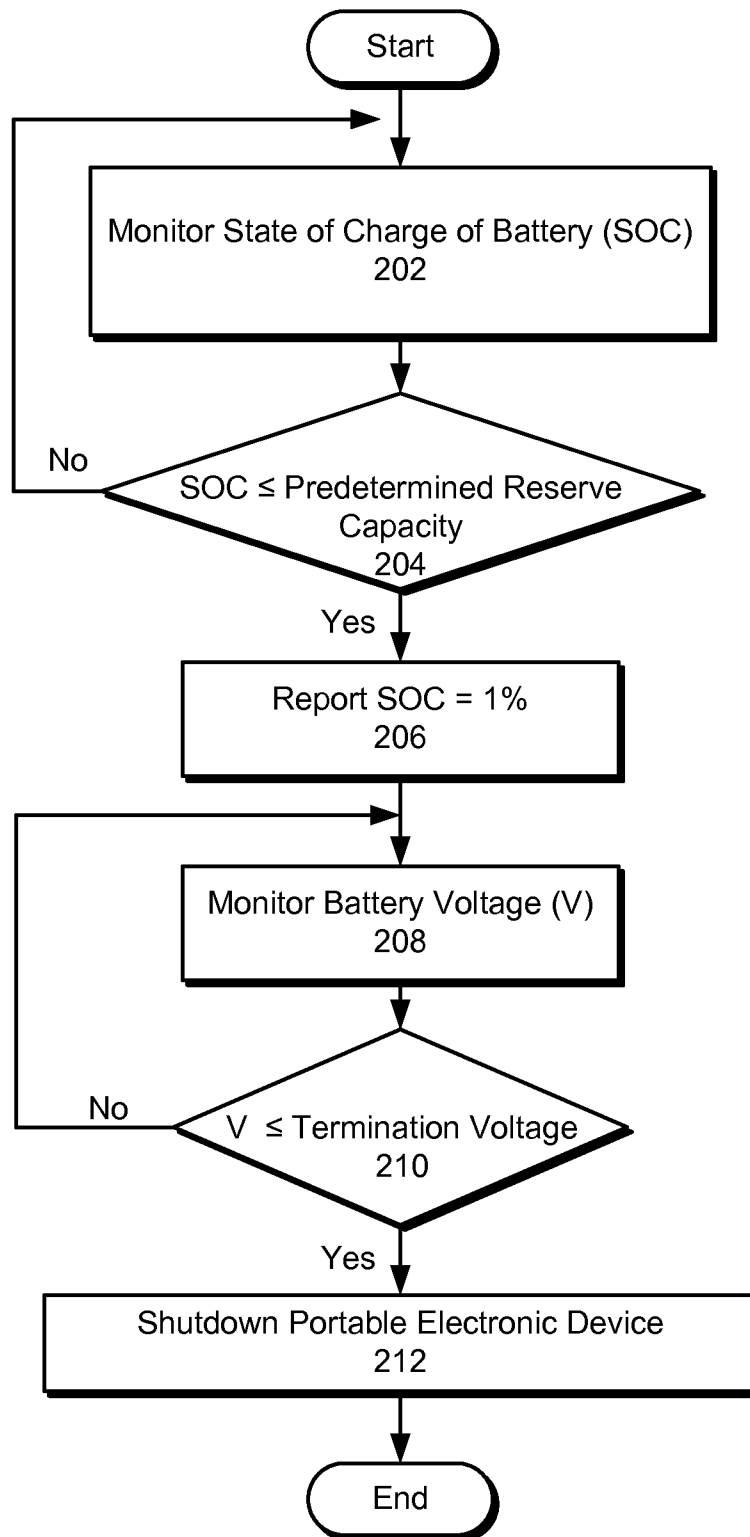 Start
Monitor State of Charge of Battery (SOC)
202
No
SOC ≤ Predetermined Reserve
Capacity
204
Yes
Report SOC = 1%
206
Monitor Battery Voltage (V)
208
No
V ≤ Termination Voltage
210
Yes
Shutdown Portable Electronic Device
212
End